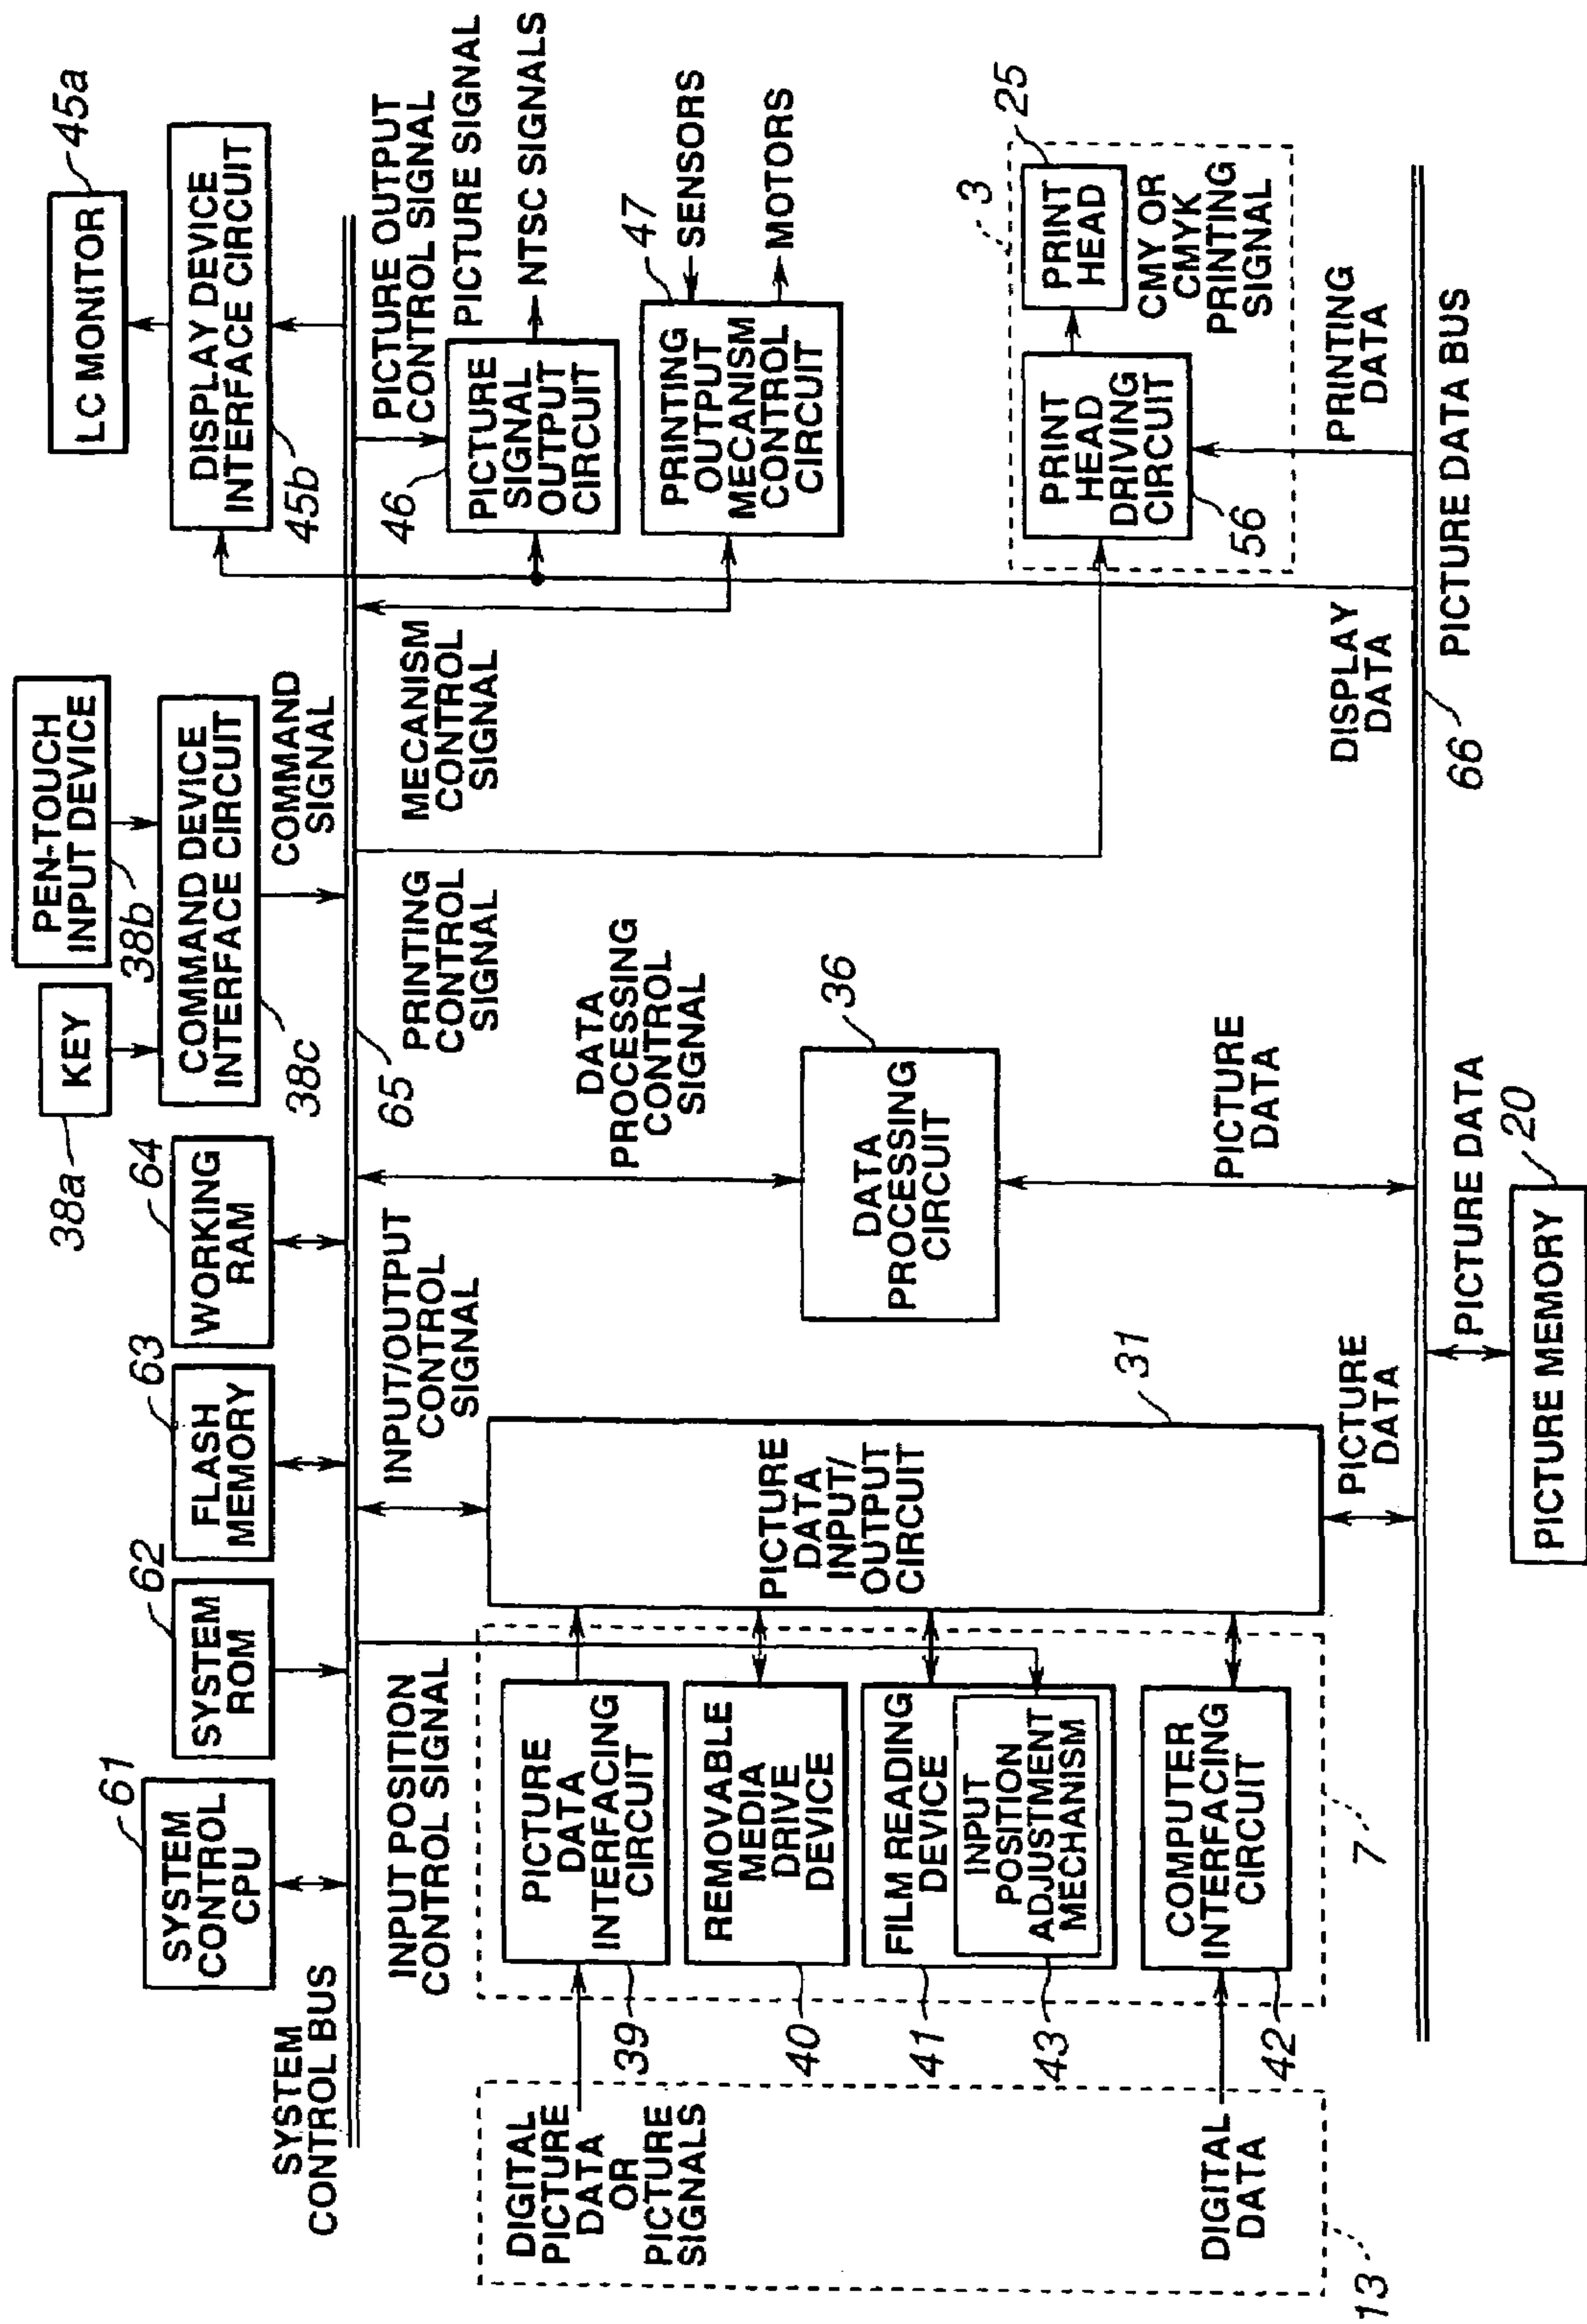 PEN-TOUCH
INPUT DEVICE
38b
KEY
38a
COMMAND DEVICE
INTERFACE CIRCUIT
38c
COMMAND
SIGNAL
LC MONITOR
45a
DISPLAY DEVICE
INTERFACE CIRCUIT
45b
61
SYSTEM
CONTROL
CPU
62
SYSTEM
ROM
63
FLASH
MEMORY
64
WORKING
RAM
SYSTEM
CONTROL BUS
65
INPUT POSITION
CONTROL SIGNAL
INPUT/OUTPUT
CONTROL
SIGNAL
DATA
PROCESSING
CONTROL
SIGNAL
PRINTING
CONTROL
SIGNAL
MECANISM
CONTROL
SIGNAL
PICTURE OUTPUT
CONTROL SIGNAL
PICTURE SIGNAL
NTSC SIGNALS
46
PICTURE
SIGNAL
OUTPUT
CIRCUIT
47
SENSORS
MOTORS
PRINTING
OUTPUT
MECANISM
CONTROL
CIRCUIT
DIGITAL
PICTURE
DATA
OR
PICTURE
SIGNALS
DIGITAL
DATA
13
PICTURE
DATA
INTERFACING
CIRCUIT
39
REMOVABLE
MEDIA
DRIVE
DEVICE
40
FILM READING
DEVICE
41
INPUT
POSITION
ADJUSTMENT
MECHANISM
43
COMPUTER
INTERFACING
CIRCUIT
42
7
PICTURE
DATA
INPUT/
OUTPUT
CIRCUIT
31
DATA
PROCESSING
CIRCUIT
36
3
25
PRINT
HEAD
CMY OR
CMYK
PRINTING
SIGNAL
PRINT
HEAD
DRIVING
CIRCUIT
56
PICTURE
DATA
PICTURE
DATA
DISPLAY
DATA
PRINTING
DATA
66
PICTURE DATA BUS
PICTURE DATA
20
PICTURE MEMORY